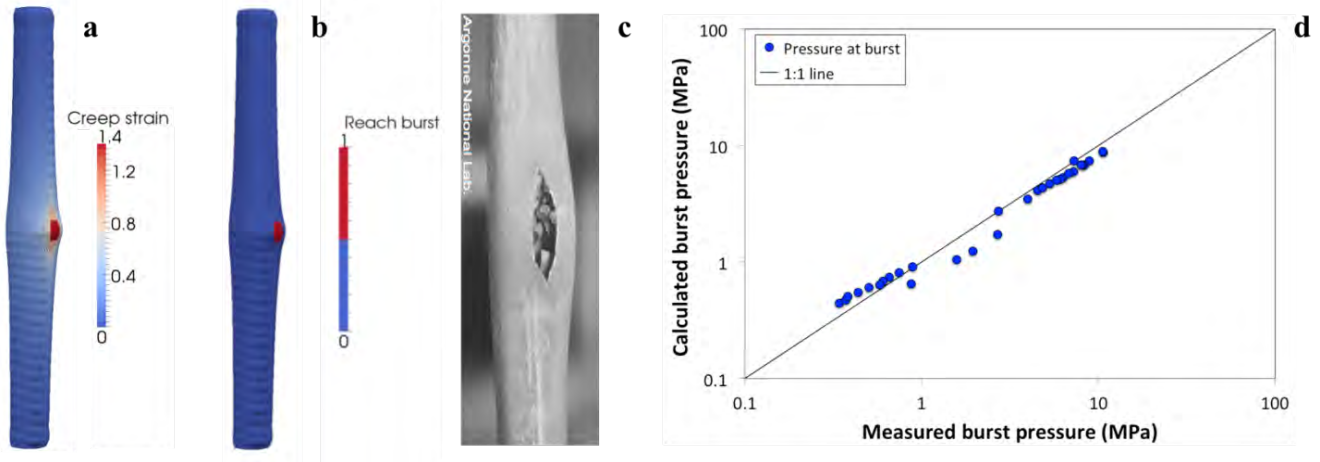 a
Creep strain
1.4
1.2
0.8
0.4
0
b
Reach burst
1
0
Argonne National Lab.
c
d
Calculated burst pressure (MPa)
100
10
1
0.1
Pressure at burst
1:1 line
0.1
1
10
100
Measured burst pressure (MPa)